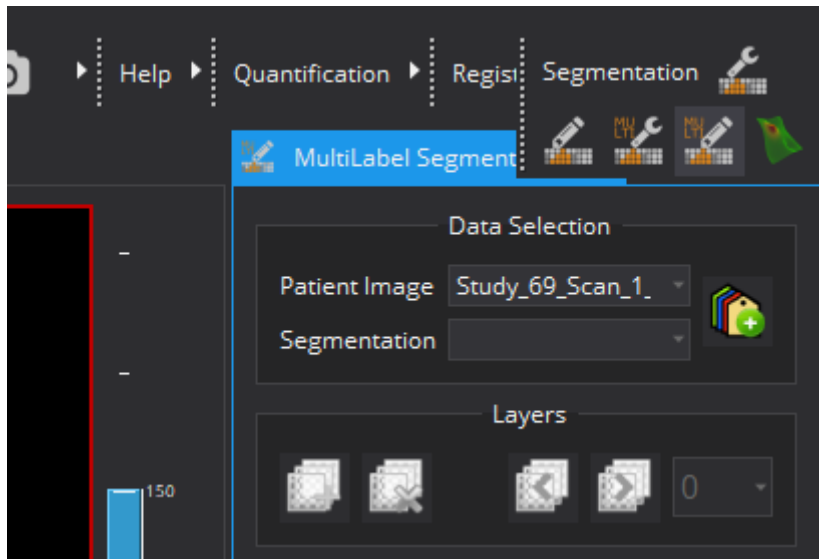 Help
Quantification
Regist
Segmentation
MultiLabel Segment
Data Selection
Patient Image
Study_69_Scan_1_
Segmentation
Layers
0
150